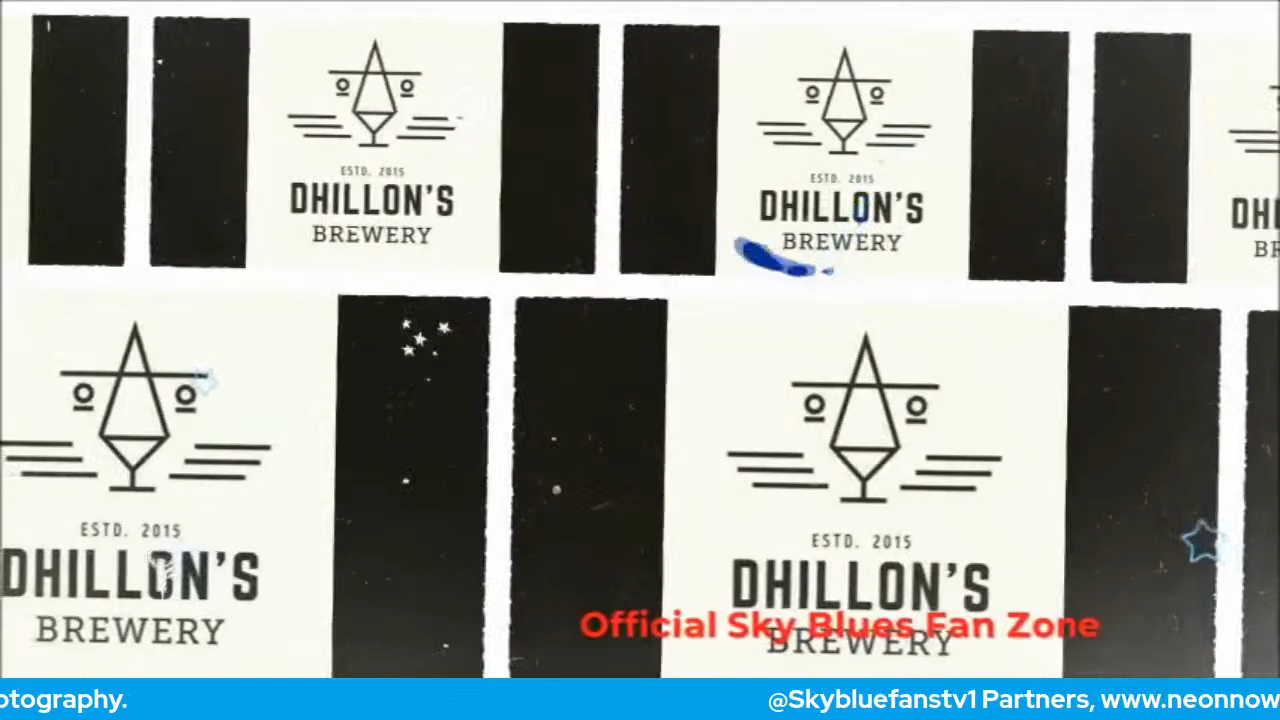 ESTD. 2015
DHILLON'S
BREWERY
ESTD. 2015
DHILLON'S
BREWERY
DH
B
ESTD. 2015
DHILLON'S
BREWERY
ESTD. 2015
DHILLON'S
BREWERY
Official Sky Blues Fan Zone
otography.
@Skybluefanstv1 Partners, www.neonnow